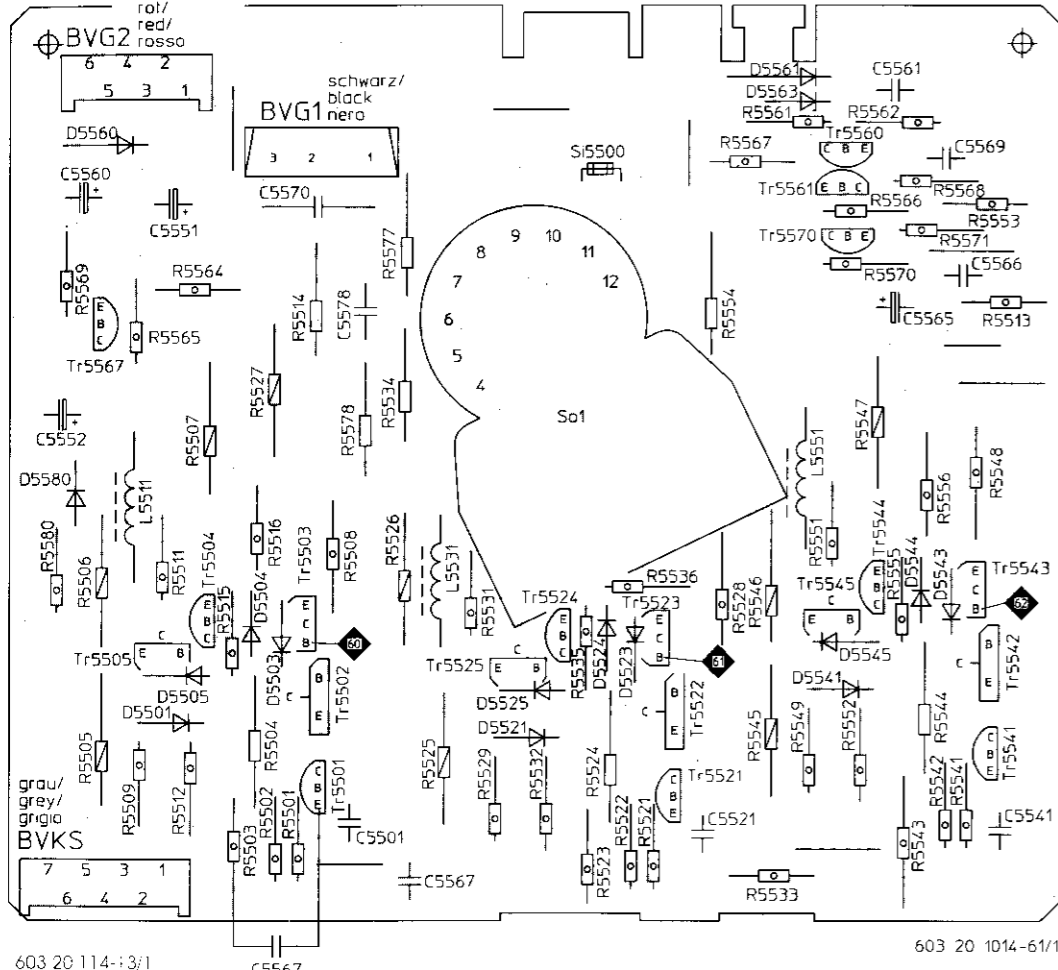 rot/
red/
BVG2 rosso
6 4 2
5 3 1
schwarz/
black
BVG1 nero
3 2 1
D5560
C5560
C5551
C5570
Si5500
D5561
D5563
C5561
R5561
R5562
Tr5560
C B E
R5567
C5569
Tr5561
E B C
R5568
R5566
R5553
Tr5570
C B E
R5571
R5570
C5566
C5565
R5513
R5569
R5564
Tr5567
E B C
R5565
R5514
C5578
R5577
9 10
8 11
7 12
6
5
4
R5554
So1
C5552
R5507
R5527
R5578
R5534
R5547
L5551
R5548
D5580
L5511
R5556
R5580
R5506
R5511
Tr5504
E B C
R5516
Tr5503
E C B
R5508
R5526
L5531
R5531
R5536
R5528
R5546
R5551
Tr5544
E B C
D5544
D5543
Tr5543
E C B
R5515
D5504
60
Tr5524
E B C
Tr5523
E C B
Tr5545
E C B
R5555
62
Tr5505
E C B
D5505
D5503
Tr5502
B C E
Tr5525
E C B
D5525
R5535
D5524
D5523
61
Tr5522
B C E
D5545
D5541
Tr5542
B C E
D5501
D5521
R5505
R5509
R5512
R5504
Tr5501
C B E
R5525
R5529
R5532
R5524
Tr5521
C B E
R5545
R5549
R5552
R5544
Tr5541
C B E
R5503
R5502
R5501
C5501
R5523
R5522
R5521
C5521
R5543
R5542
R5541
C5541
grau/
grey/
grigio
BVKS
7 5 3 1
6 4 2
C5567
R5533
C5567
603 20 114-13/1
603 20 1014-61/1